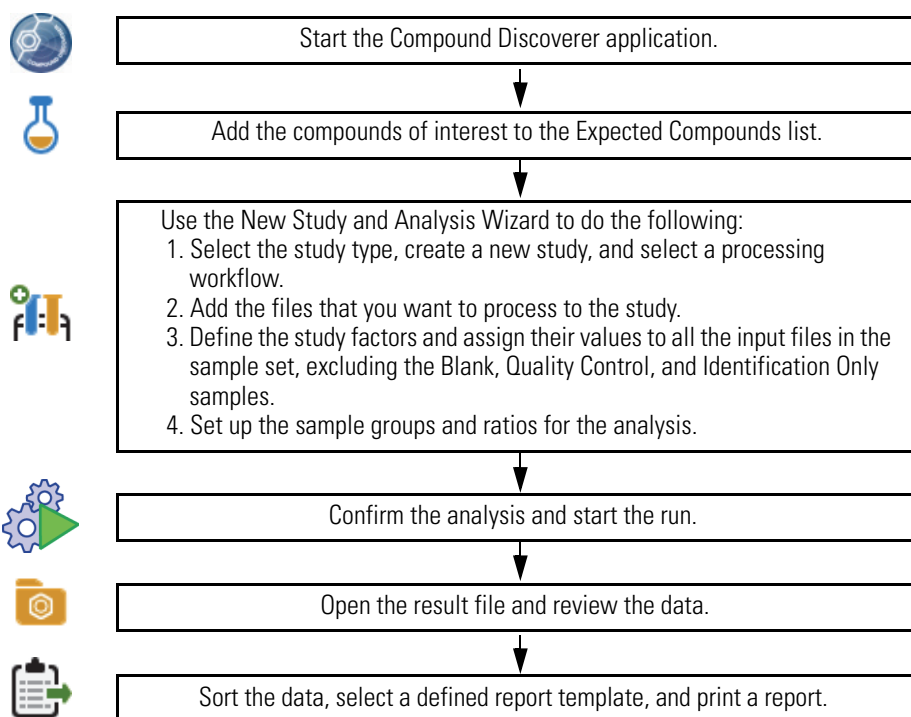 Start the Compound Discoverer application.
Add the compounds of interest to the Expected Compounds list.
Use the New Study and Analysis Wizard to do the following:
1. Select the study type, create a new study, and select a processing
workflow.
2. Add the files that you want to process to the study.
3. Define the study factors and assign their values to all the input files in the
sample set, excluding the Blank, Quality Control, and Identification Only
samples.
4. Set up the sample groups and ratios for the analysis.
Confirm the analysis and start the run.
Open the result file and review the data.
Sort the data, select a defined report template, and print a report.